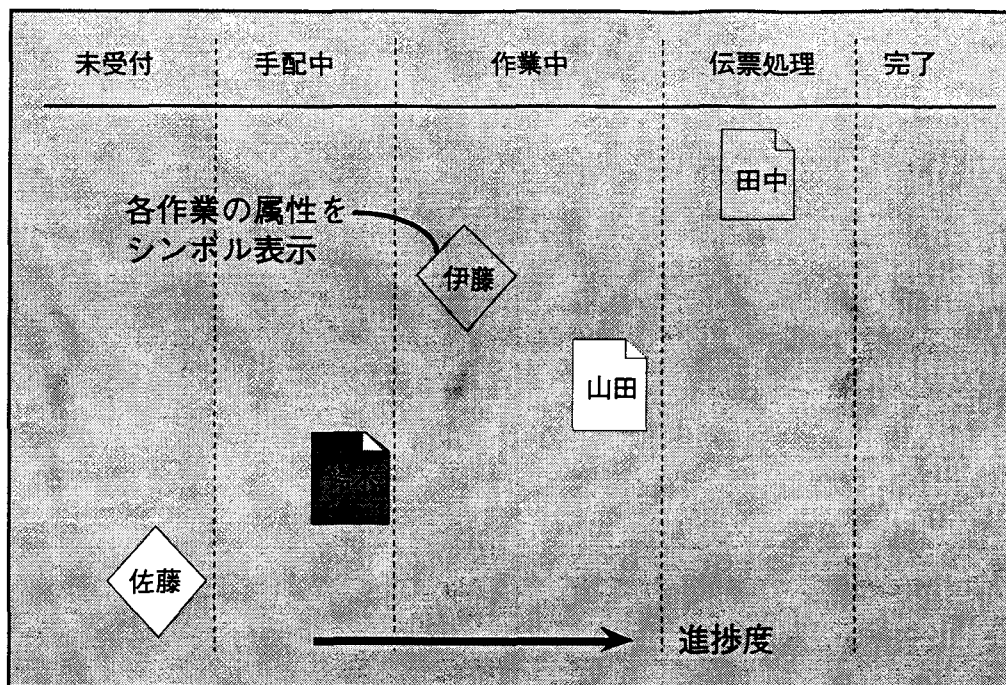 未受付 手配中 作業中 伝票処理 完了
田中
各作業の属性を
シンボル表示
伊藤
山田
佐藤
進捗度